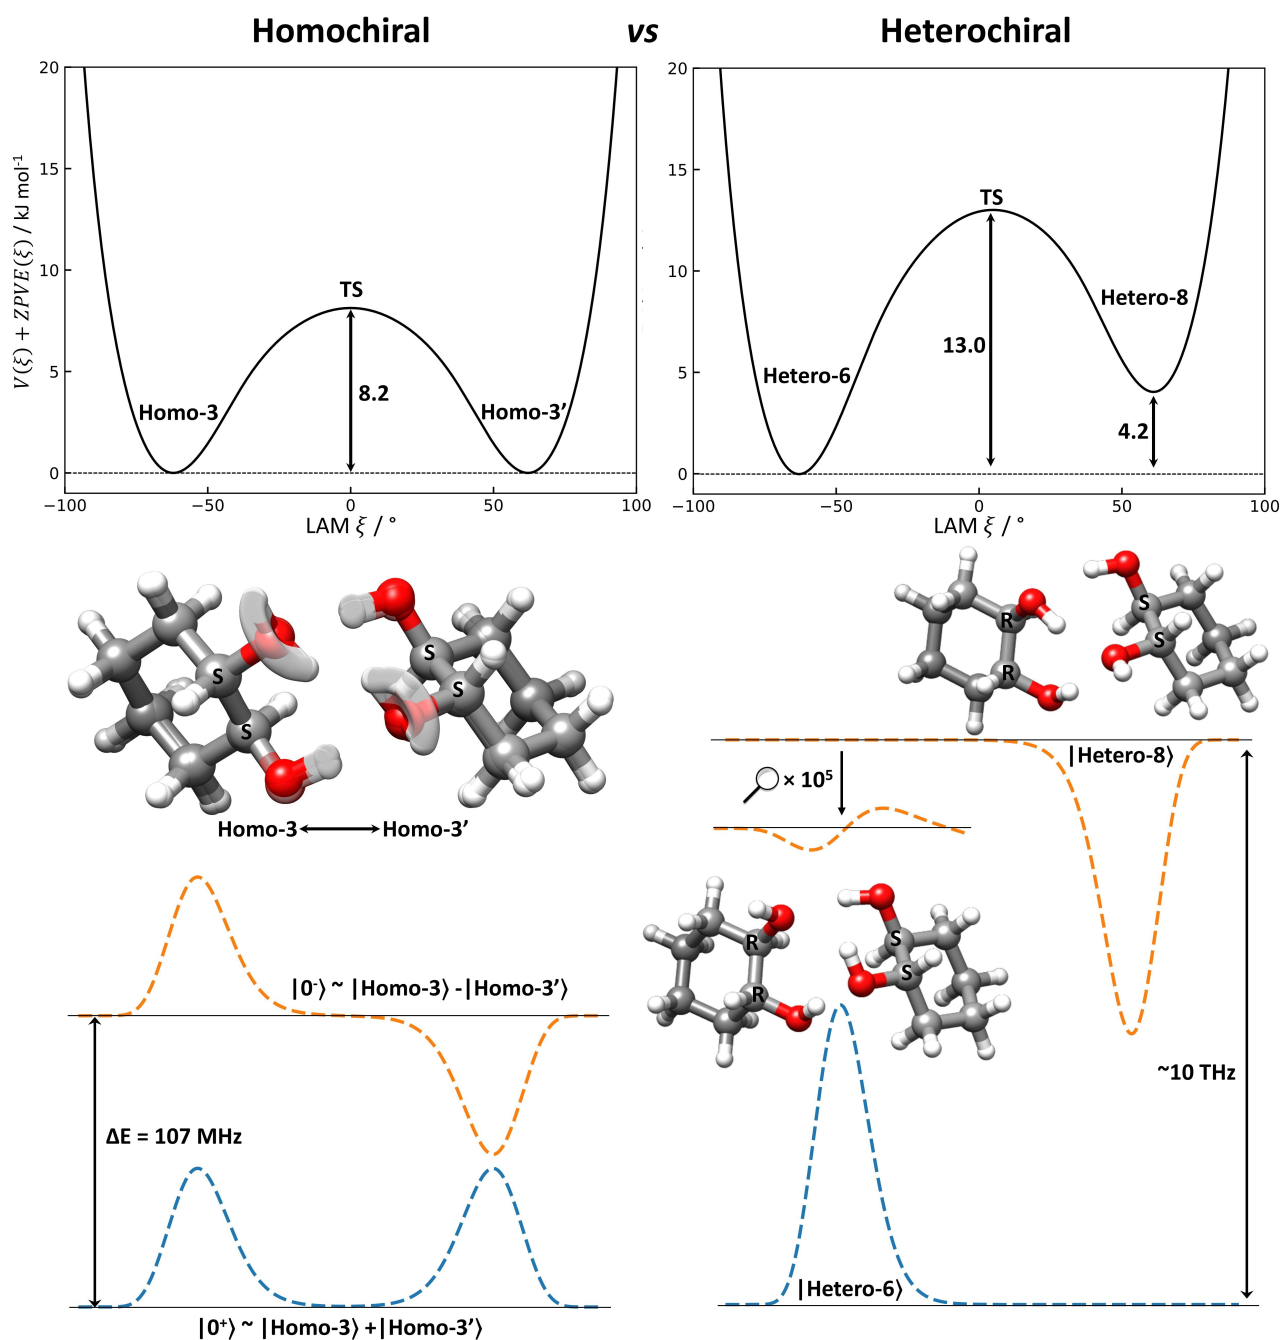 Homochiral vs Heterochiral
20
15
10
5
0
V(ξ) + ZPVE(ξ) / kJ mol⁻¹
TS
8.2
Homo-3
Homo-3′
−100
−50
0
50
100
LAM ξ / °
20
15
10
5
0
TS
Hetero-8
13.0
Hetero-6
4.2
−100
−50
0
50
100
LAM ξ / °
S
S
S
S
Homo-3
Homo-3′
R
R
S
S
|Hetero-8⟩
× 10⁵
R
R
S
S
|0⁻⟩ ~ |Homo-3⟩ -|Homo-3′⟩
ΔE = 107 MHz
|0⁺⟩ ~ |Homo-3⟩ +|Homo-3′⟩
~10 THz
|Hetero-6⟩